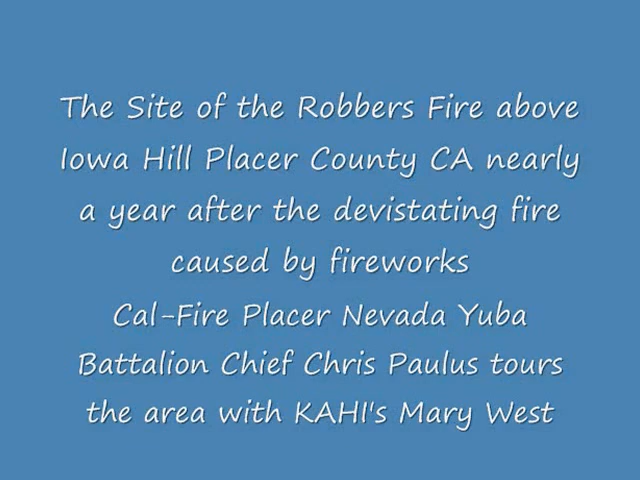 The Site of the Robbers Fire above
Iowa Hill Placer County CA nearly
a year after the devistating fire
caused by fireworks
Cal-Fire Placer Nevada Yuba
Battalion Chief Chris Paulus tours
the area with KAHI's Mary West